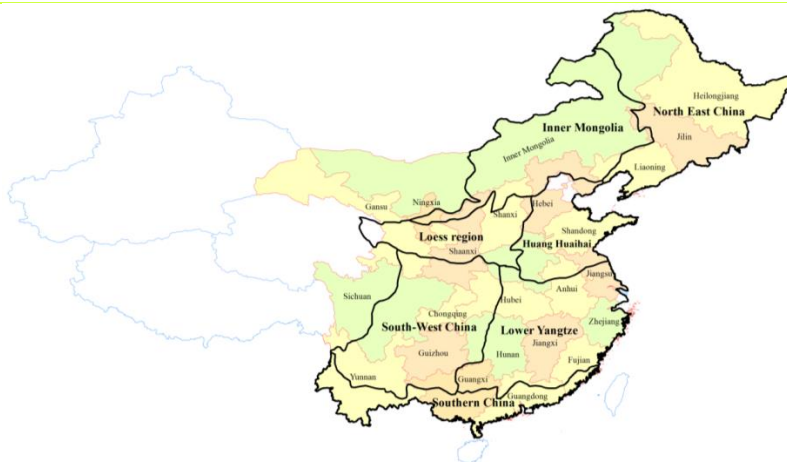 Heilongjiang
North East China
Inner Mongolia
Jilin
Inner Mongolia
Liaoning
Ningxia
Gansu
Hebei
Shanxi
Shandong
Loess region
Huang Huaihai
Shaanxi
Jiangsu
Anhui
Sichuan
Hubei
Chongqing
Zhejiang
South-West China
Lower Yangtze
Jiangxi
Guizhou
Hunan
Fujian
Yunnan
Guangxi
Guangdong
Southern China